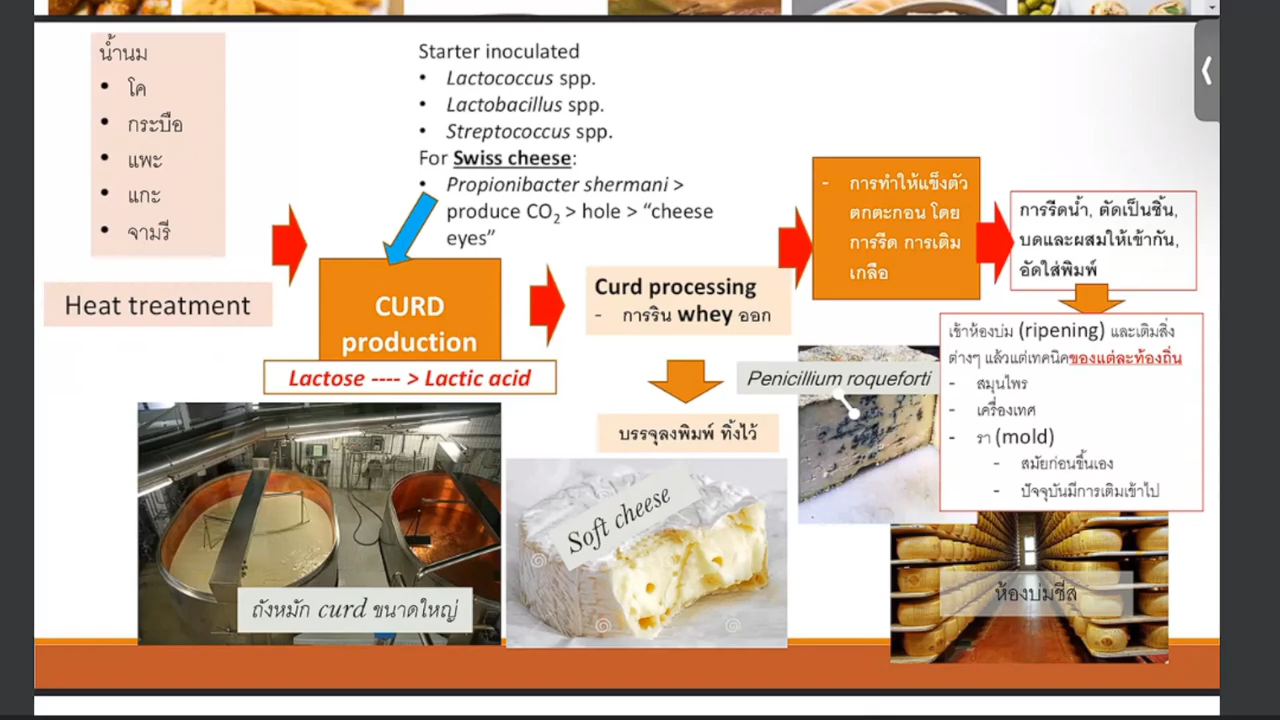 น้ำนม
• โค
• กระบือ
• แพะ
• แกะ
• จามรี
Heat treatment
Starter inoculated
• Lactococcus spp.
• Lactobacillus spp.
• Streptococcus spp.
For Swiss cheese:
• Propionibacter shermani >
produce CO₂ > hole > “cheese
eyes”
CURD
production
Lactose ---- > Lactic acid
ถังหมัก curd ขนาดใหญ่
Curd processing
- การริน whey ออก
บรรจุลงพิมพ์ ทิ้งไว้
Soft cheese
- การทำให้แข็งตัว
ตกตะกอน โดย
การรีด การเติม
เกลือ
การรีดน้ำ, ตัดเป็นชิ้น,
บดและผสมให้เข้ากัน,
อัดใส่พิมพ์
เข้าห้องบ่ม (ripening) และเติมสิ่ง
ต่างๆ แล้วแต่เทคนิคของแต่ละท้องถิ่น
- สมุนไพร
- เครื่องเทศ
- รา (mold)
- สมัยก่อนขึ้นเอง
- ปัจจุบันมีการเติมเข้าไป
Penicillium roqueforti
ห้องบ่มชีส